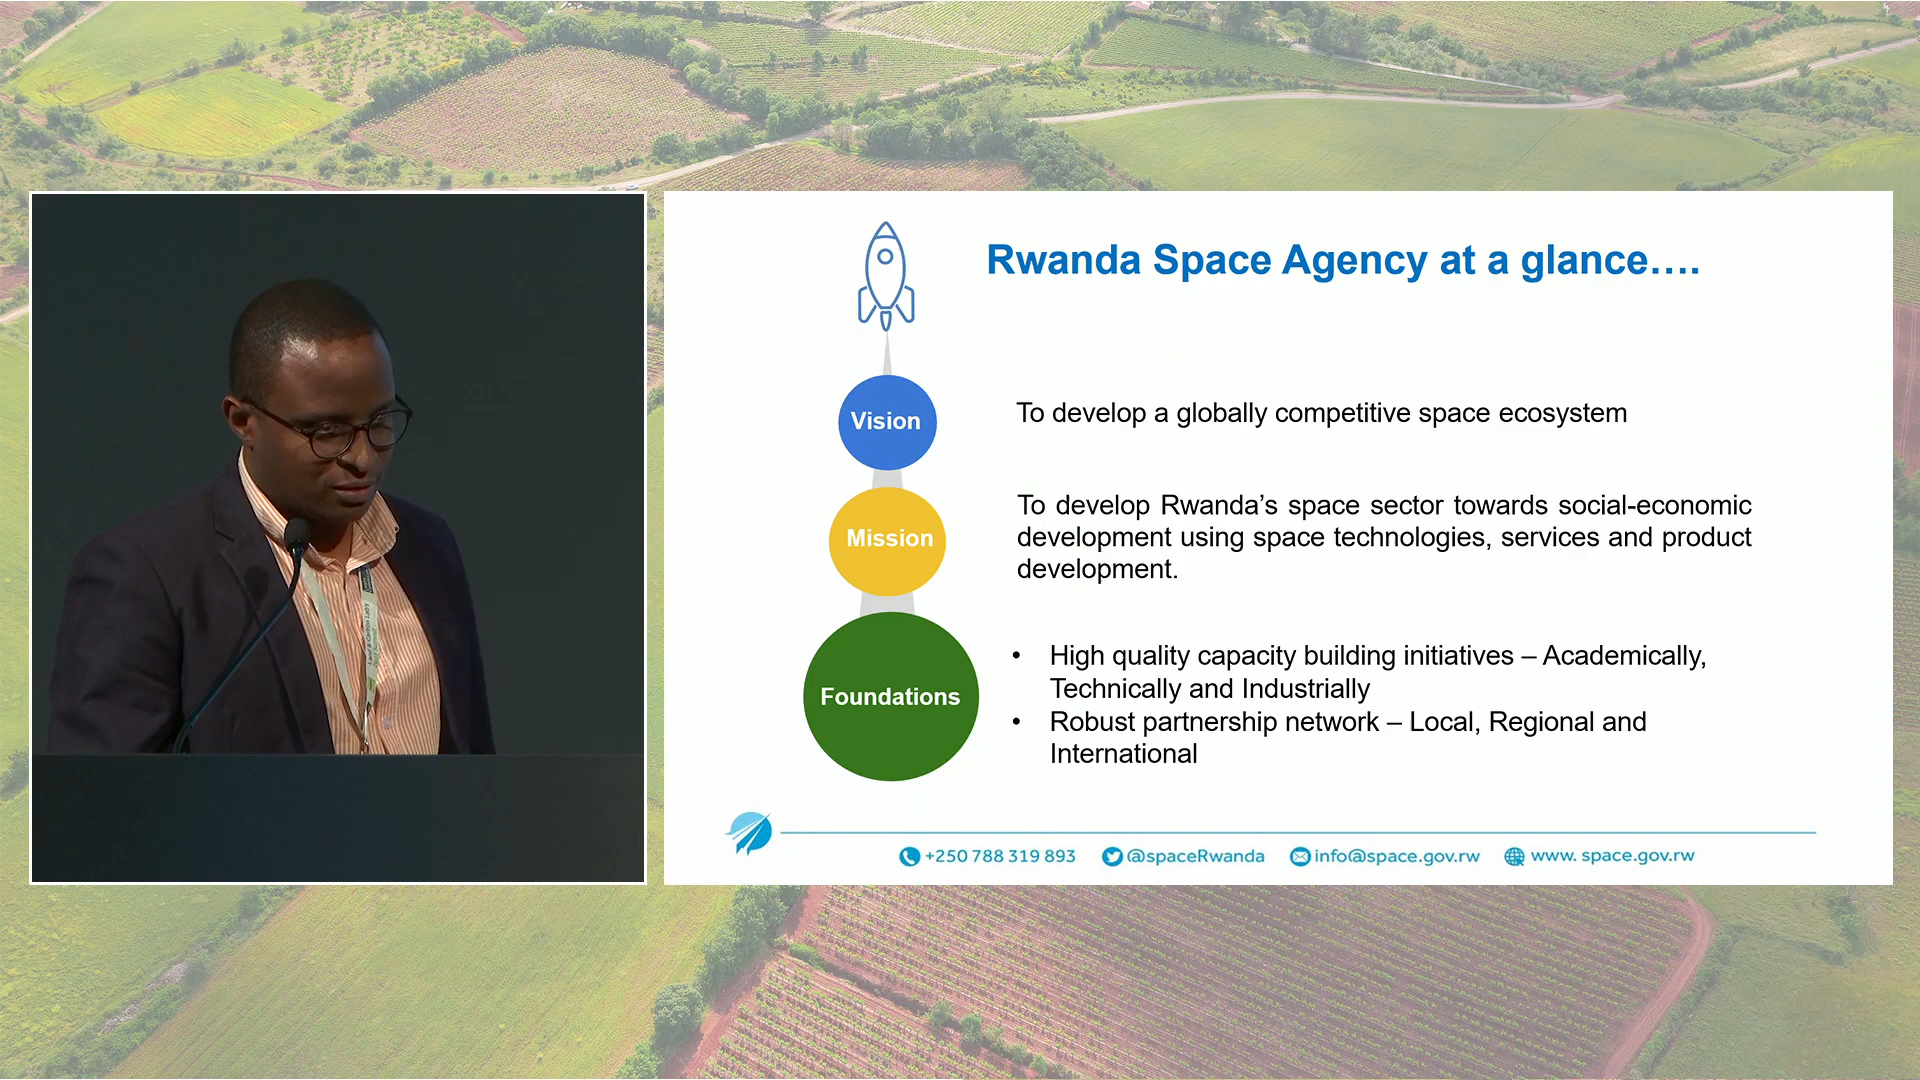 Rwanda Space Agency at a glance....
Vision
To develop a globally competitive space ecosystem
Mission
To develop Rwanda’s space sector towards social-economic
development using space technologies, services and product
development.
Foundations
• High quality capacity building initiatives – Academically,
Technically and Industrially
• Robust partnership network – Local, Regional and
International
+250 788 319 893 @spaceRwanda info@space.gov.rw www. space.gov.rw
Land & Carbon Lab's